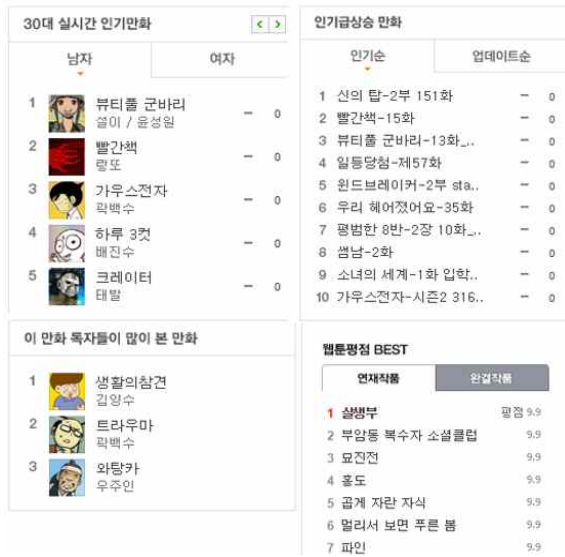 30대 실시간 인기만화
남자
여자
1 뷰티풀 군바리 － 0
설이 / 윤성원
2 빨간책 － 0
랑또
3 가우스전자 － 0
곽백수
4 하루 3컷 － 0
배진수
5 크레이터 － 0
태발
인기급상승 만화
인기순
업데이트순
1 신의 탑-2부 151화 － 0
2 빨간책-15화 － 0
3 뷰티풀 군바리-13화_.. － 0
4 일등당첨-제57화 － 0
5 윈드브레이커-2부 sta.. － 0
6 우리 헤어졌어요-35화 － 0
7 평범한 8반-2장 10화_.. － 0
8 썸남-2화 － 0
9 소녀의 세계-1화 입학.. － 0
10 가우스전자-시즌2 316.. － 0
이 만화 독자들이 많이 본 만화
1 생활의참견
김양수
2 트라우마
곽백수
3 와탕카
우주인
웹툰평점 BEST
연재작품
완결작품
1 살생부 평점 9.9
2 부암동 복수자 소셜클럽 9.9
3 묘진전 9.9
4 홍도 9.9
5 곱게 자란 자식 9.9
6 멀리서 보면 푸른 봄 9.9
7 파인 9.9